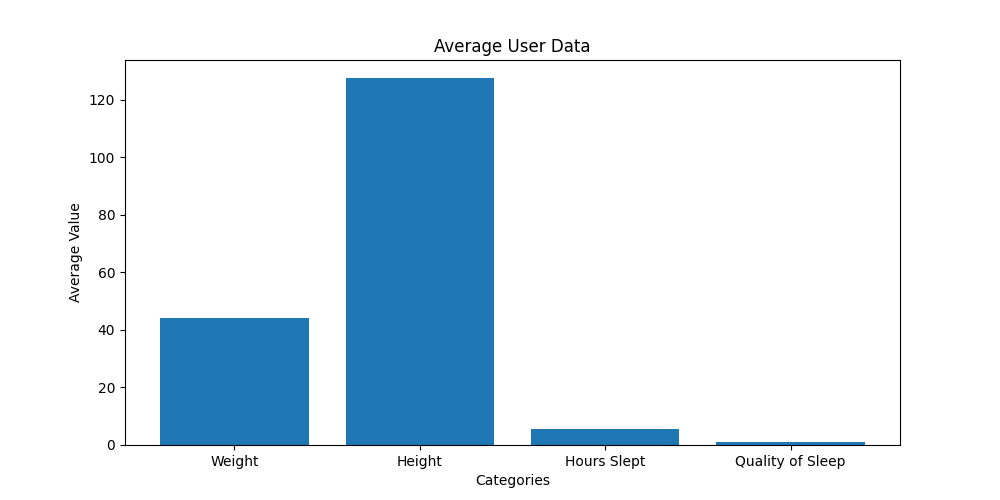 Average User Data
Average Value
120
100
80
60
40
20
0
Weight Height Hours Slept Quality of Sleep
Categories